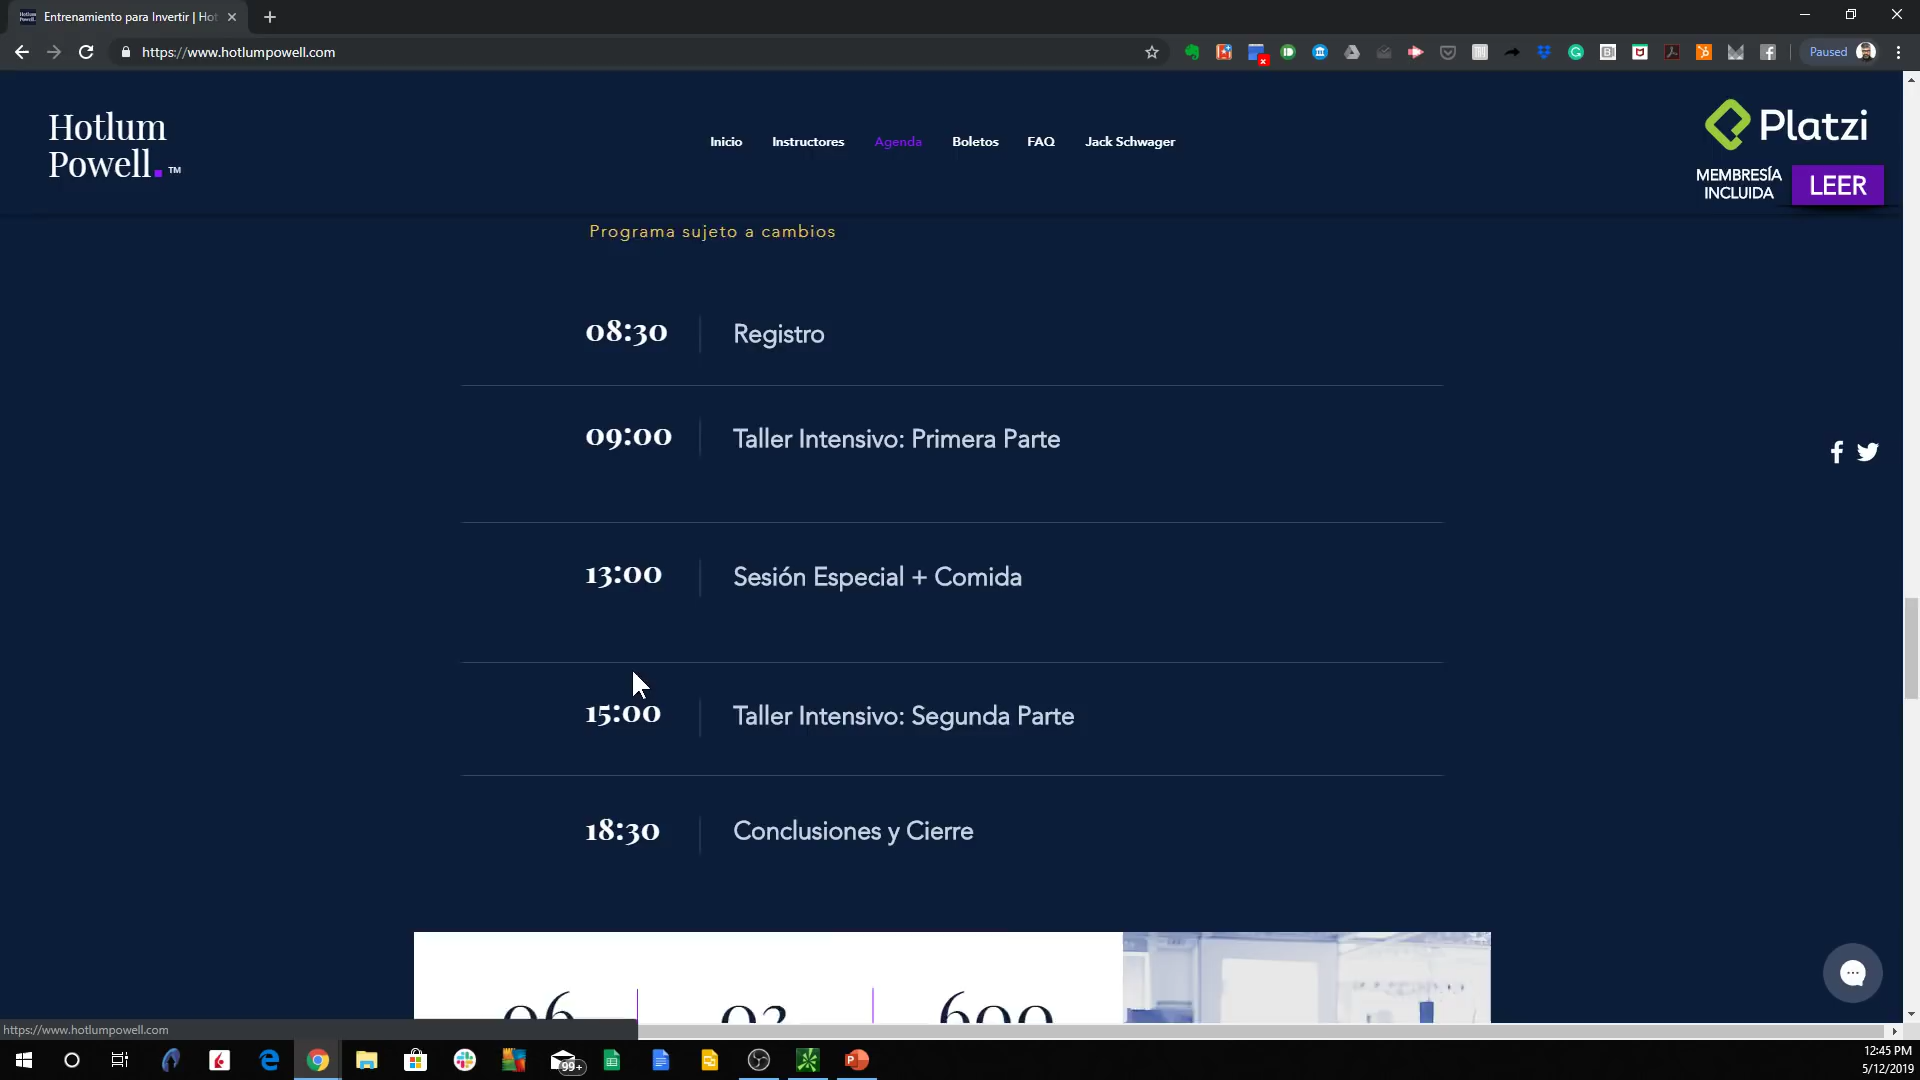 Entrenamiento para Invertir | Hot
https://www.hotlumpowell.com
Paused
Hotlum
Powell.™
Inicio
Instructores
Agenda
Boletos
FAQ
Jack Schwager
Platzi
MEMBRESÍA
INCLUIDA
LEER
Programa sujeto a cambios
08:30 Registro
09:00 Taller Intensivo: Primera Parte
13:00 Sesión Especial + Comida
15:00 Taller Intensivo: Segunda Parte
18:30 Conclusiones y Cierre
06
600
https://www.hotlumpowell.com
99+
12:45 PM
5/12/2019